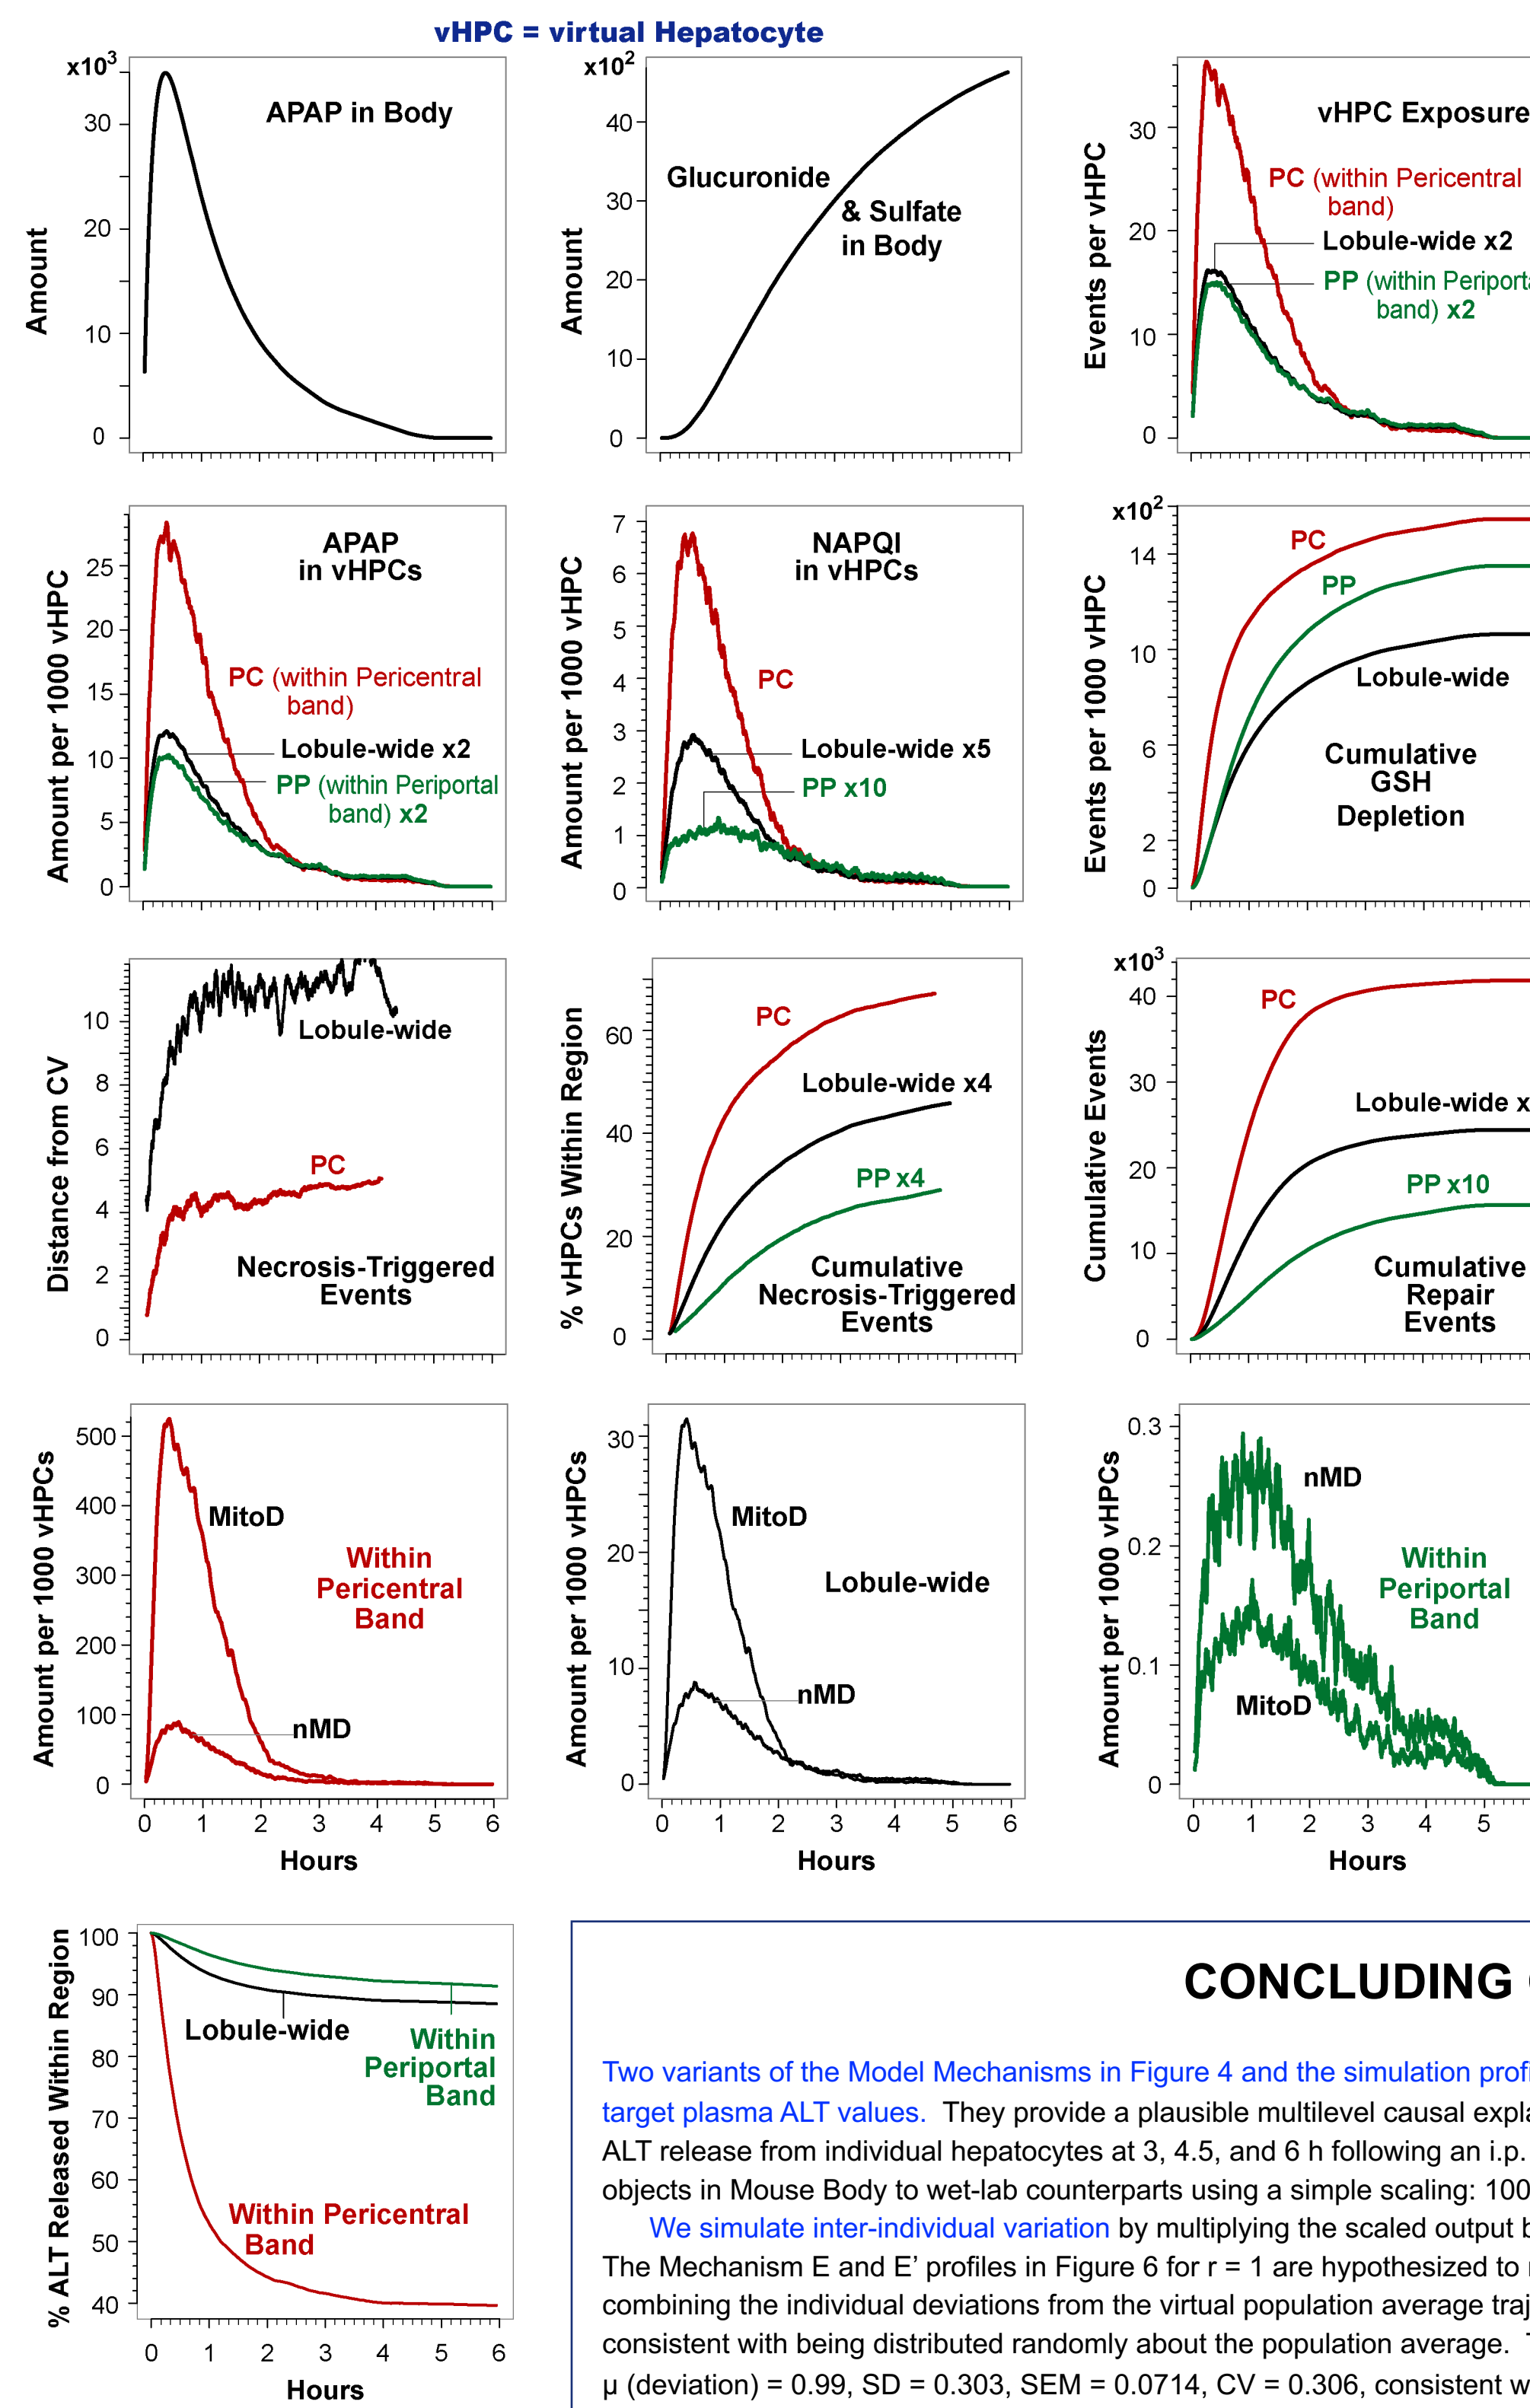 vHPC = virtual Hepatocyte
x10³
30
20
10
0
Amount
APAP in Body
x10²
40
30
20
10
0
Amount
Glucuronide
& Sulfate
in Body
30
20
10
0
Events per vHPC
vHPC Exposure
PC (within Pericentral
band)
Lobule-wide x2
PP (within Periporta
band) x2
25
20
15
10
5
0
Amount per 1000 vHPC
APAP
in vHPCs
PC (within Pericentral
band)
Lobule-wide x2
PP (within Periportal
band) x2
7
6
5
4
3
2
1
0
Amount per 1000 vHPC
NAPQI
in vHPCs
PC
Lobule-wide x5
PP x10
x10²
14
10
6
2
0
Events per 1000 vHPC
PC
PP
Lobule-wide
Cumulative
GSH
Depletion
10
8
6
4
2
0
Distance from CV
Lobule-wide
PC
Necrosis-Triggered
Events
60
40
20
0
% vHPCs Within Region
PC
Lobule-wide x4
PP x4
Cumulative
Necrosis-Triggered
Events
x10³
40
30
20
10
0
Cumulative Events
PC
Lobule-wide x
PP x10
Cumulative
Repair
Events
500
400
300
200
100
0
Amount per 1000 vHPCs
MitoD
Within
Pericentral
Band
nMD
0 1 2 3 4 5 6
Hours
30
20
10
0
Amount per 1000 vHPCs
MitoD
Lobule-wide
nMD
0 1 2 3 4 5 6
Hours
0.3
0.2
0.1
0
Amount per 1000 vHPCs
nMD
Within
Periportal
Band
MitoD
0 1 2 3 4 5
Hours
100
90
80
70
60
50
40
% ALT Released Within Region
Lobule-wide
Within
Periportal
Band
Within Pericentral
Band
0 1 2 3 4 5 6
Hours
CONCLUDING
Two variants of the Model Mechanisms in Figure 4 and the simulation prof
target plasma ALT values. They provide a plausible multilevel causal expla
ALT release from individual hepatocytes at 3, 4.5, and 6 h following an i.p.
objects in Mouse Body to wet-lab counterparts using a simple scaling: 100
We simulate inter-individual variation by multiplying the scaled output b
The Mechanism E and E’ profiles in Figure 6 for r = 1 are hypothesized to
combining the individual deviations from the virtual population average traj
consistent with being distributed randomly about the population average.
µ (deviation) = 0.99, SD = 0.303, SEM = 0.0714, CV = 0.306, consistent w